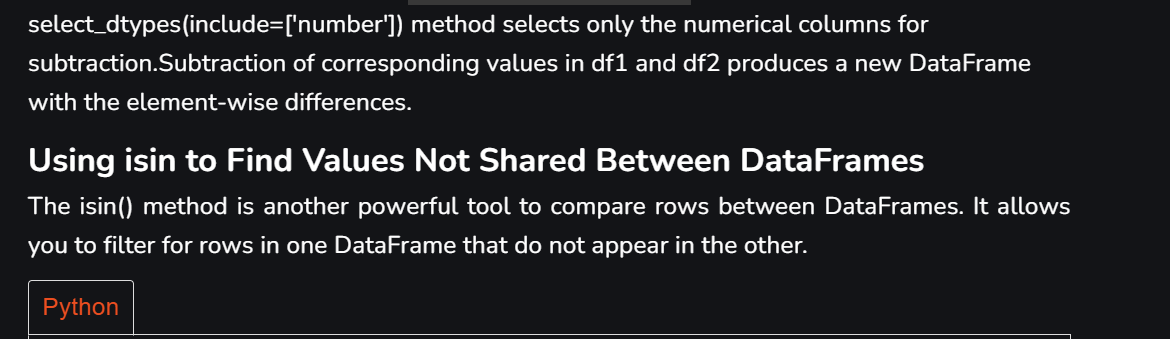 select_dtypes(include=['number']) method selects only the numerical columns for
subtraction.Subtraction of corresponding values in df1 and df2 produces a new DataFrame
with the element-wise differences.
Using isin to Find Values Not Shared Between DataFrames
The isin() method is another powerful tool to compare rows between DataFrames. It allows
you to filter for rows in one DataFrame that do not appear in the other.
Python